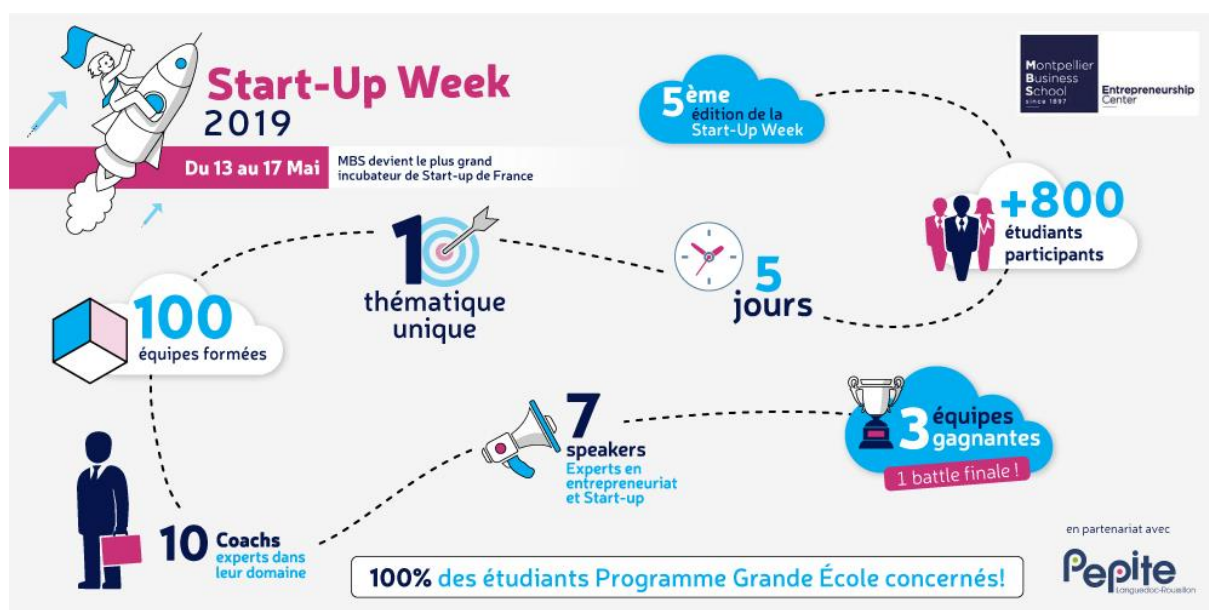 Start-Up Week
2019
Du 13 au 17 Mai
MBS devient le plus grand
incubateur de Start-up de France
5ème
édition de la
Start-Up Week
Montpellier
Business
School
since 1897
Entrepreneurship
Center
+800
étudiants
participants
5
jours
1
thématique
unique
100
équipes formées
10 Coachs
experts dans
leur domaine
7
speakers
Experts en
entrepreneuriat
et Start-up
3 équipes
gagnantes
1 battle finale !
100% des étudiants Programme Grande École concernés!
en partenariat avec
Pepite
Languedoc-Roussillon